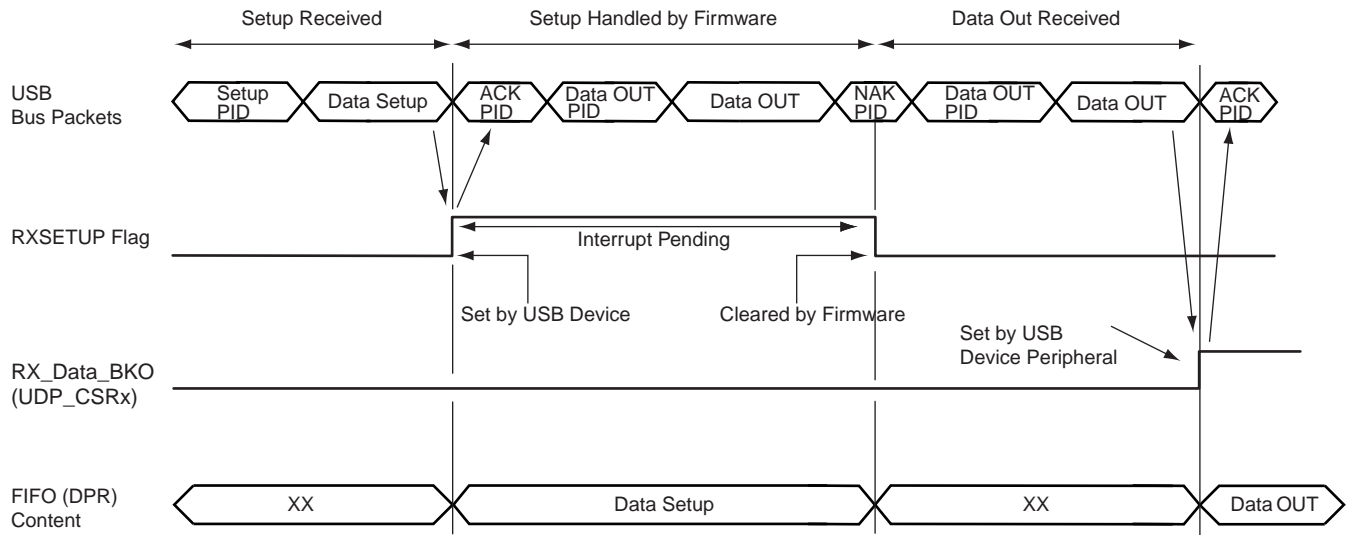 Setup Received
Setup Handled by Firmware
Data Out Received
USB
Bus Packets
Setup
PID
Data Setup
ACK
PID
Data OUT
PID
Data OUT
NAK
PID
Data OUT
PID
Data OUT
ACK
PID
RXSETUP Flag
Interrupt Pending
Set by USB Device
Cleared by Firmware
Set by USB
Device Peripheral
RX_Data_BKO
(UDP_CSRx)
FIFO (DPR)
Content
XX
Data Setup
XX
Data OUT